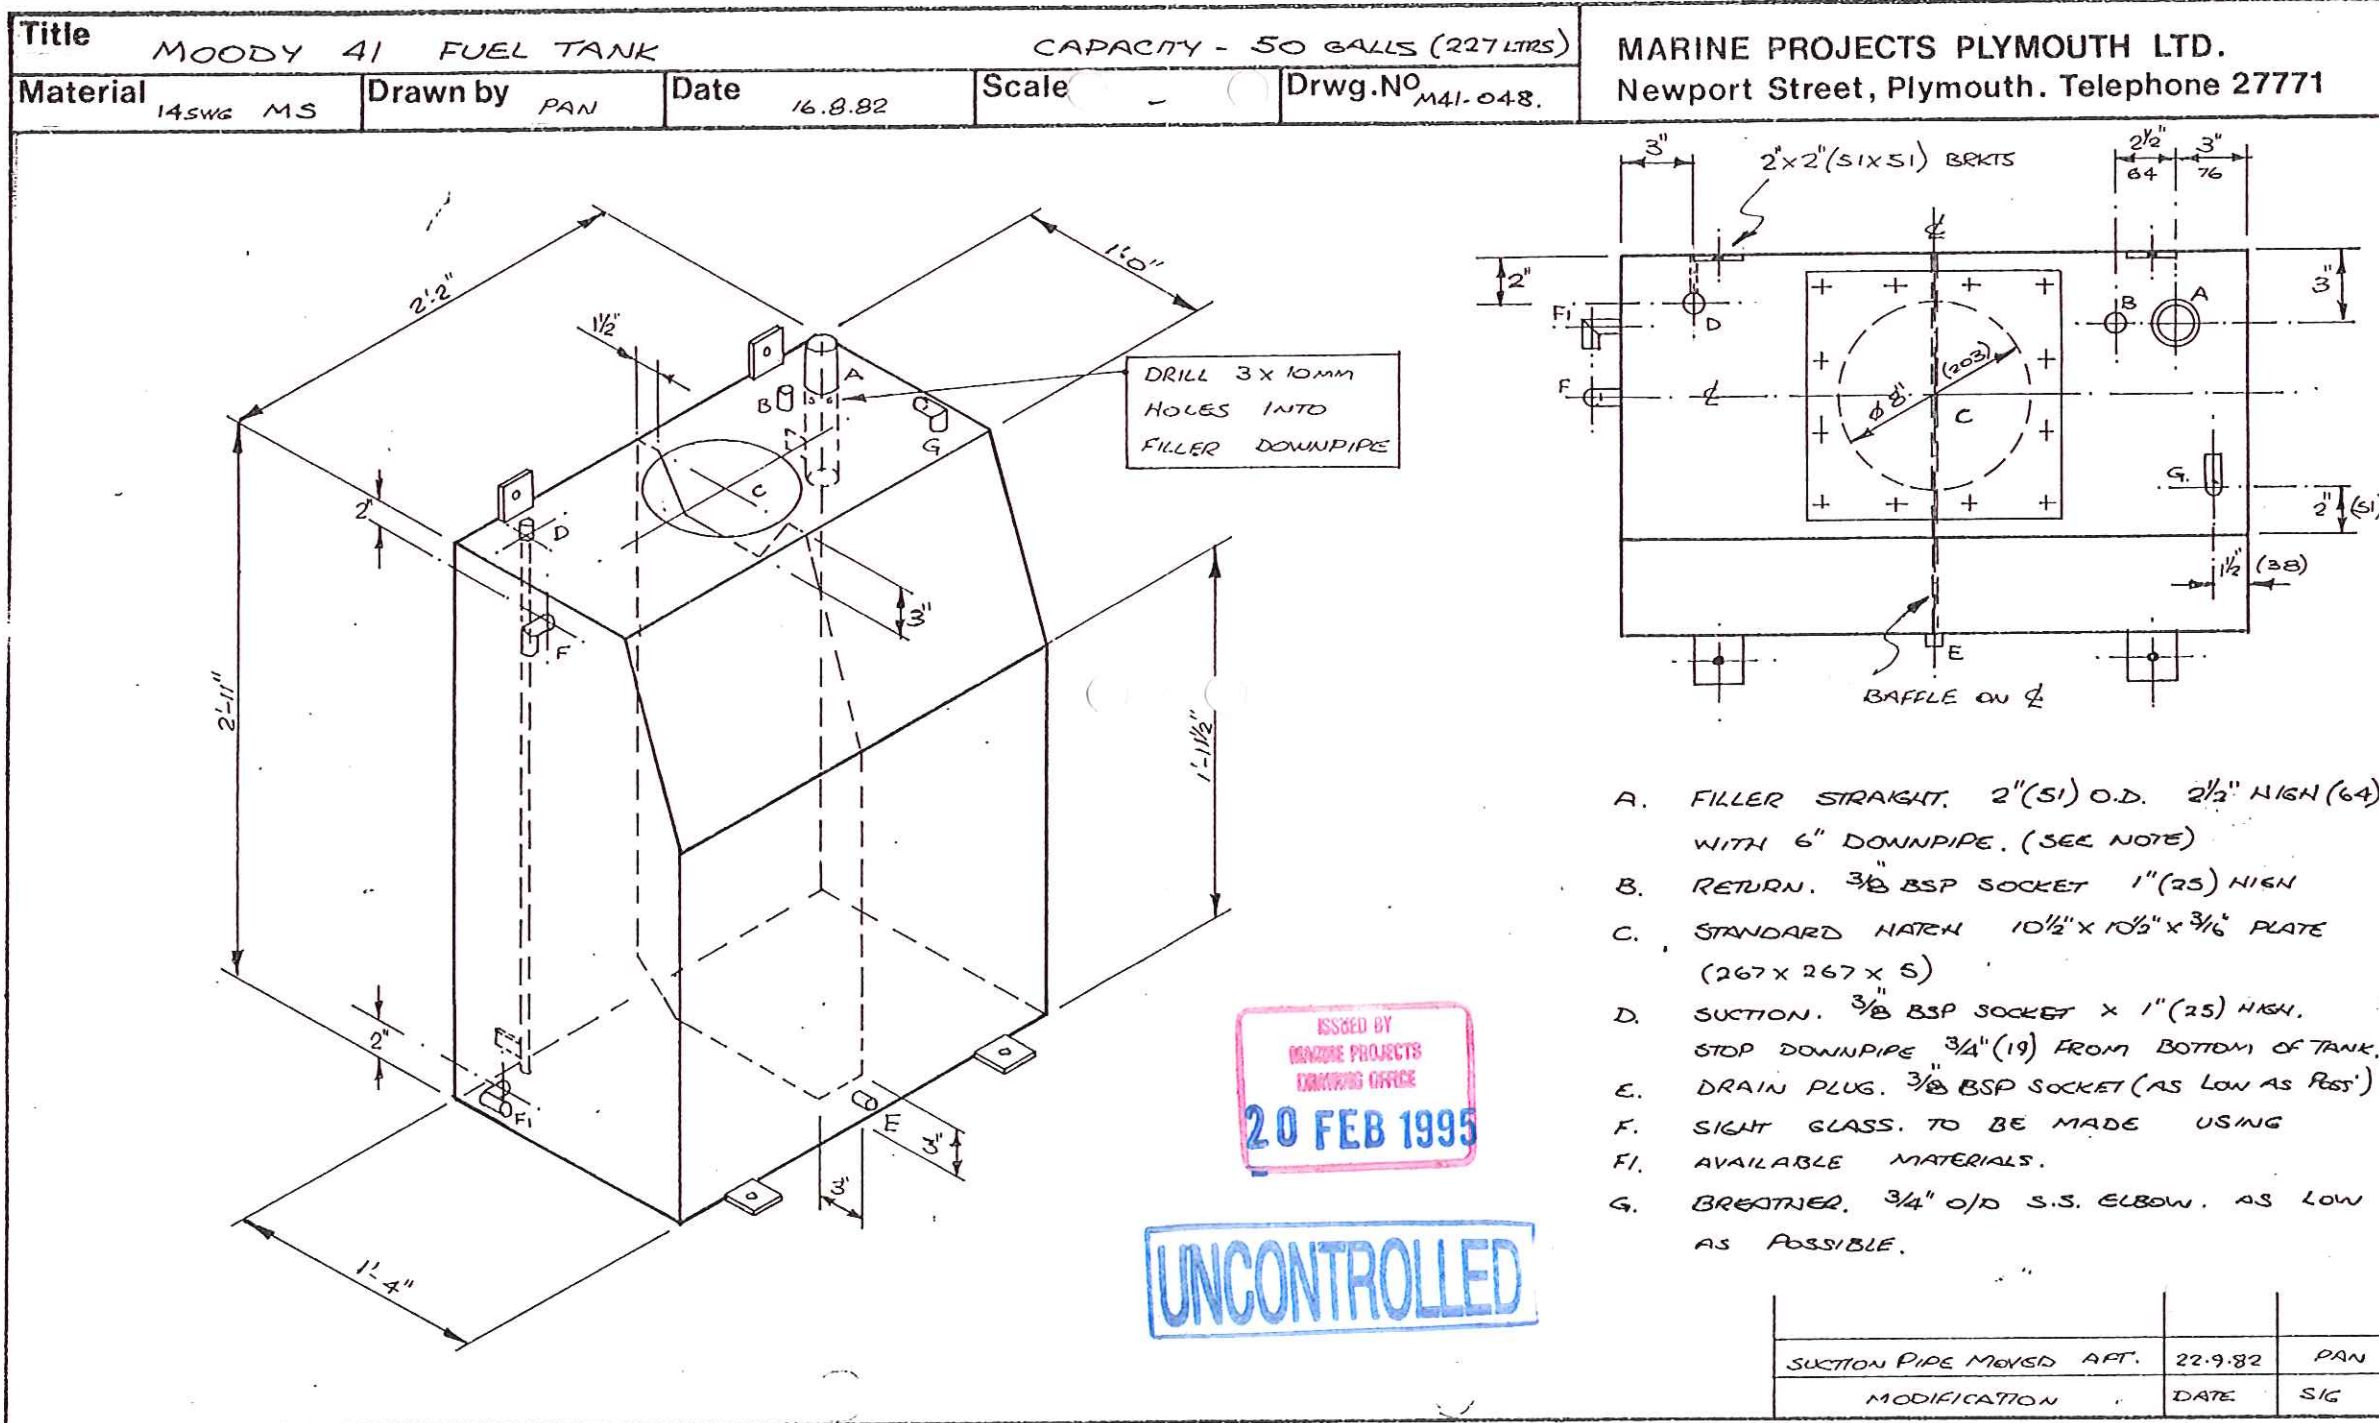 Title MOODY 41 FUEL TANK CAPACITY - 50 GALLS (227 LTRS)
MARINE PROJECTS PLYMOUTH LTD.
Newport Street, Plymouth. Telephone 27771
Material 14SWG MS
Drawn by PAN
Date 16.8.82
Scale -
Drwg.No M41-048.
2'-2"
1'-0"
1½"
A
B
G
C
D
F
2"
3"
2'-11"
1'-11½"
2"
F1
E
3"
3"
1'-4"
DRILL 3 x 10MM
HOLES INTO
FILLER DOWNPIPE
3"
2"x2"(51x51) BRKTS
2½"
64
3"
76
℄
2"
3"
F1
D
B
A
F
℄
(203)
ø 8"
C
G.
2" (51)
1½" (38)
E
BAFFLE ON ℄
A. FILLER STRAIGHT. 2"(51) O.D. 2½" HIGH (64)
WITH 6" DOWNPIPE. (SEE NOTE)
B. RETURN. 3/8" BSP SOCKET 1"(25) HIGH
C. STANDARD HATCH 10½" x 10½" x 3/16" PLATE
(267 x 267 x 5)
D. SUCTION. 3/8" BSP SOCKET x 1"(25) HIGH.
STOP DOWNPIPE 3/4"(19) FROM BOTTOM OF TANK.
E. DRAIN PLUG. 3/8" BSP SOCKET (AS LOW AS POSS')
F. SIGHT GLASS. TO BE MADE USING
F1. AVAILABLE MATERIALS.
G. BREATHER. 3/4" O/D S.S. ELBOW. AS LOW
AS POSSIBLE.
ISSUED BY
MARINE PROJECTS
DRAWING OFFICE
20 FEB 1995
UNCONTROLLED
SUCTION PIPE MOVED AFT. 22.9.82 PAN
MODIFICATION DATE SIG